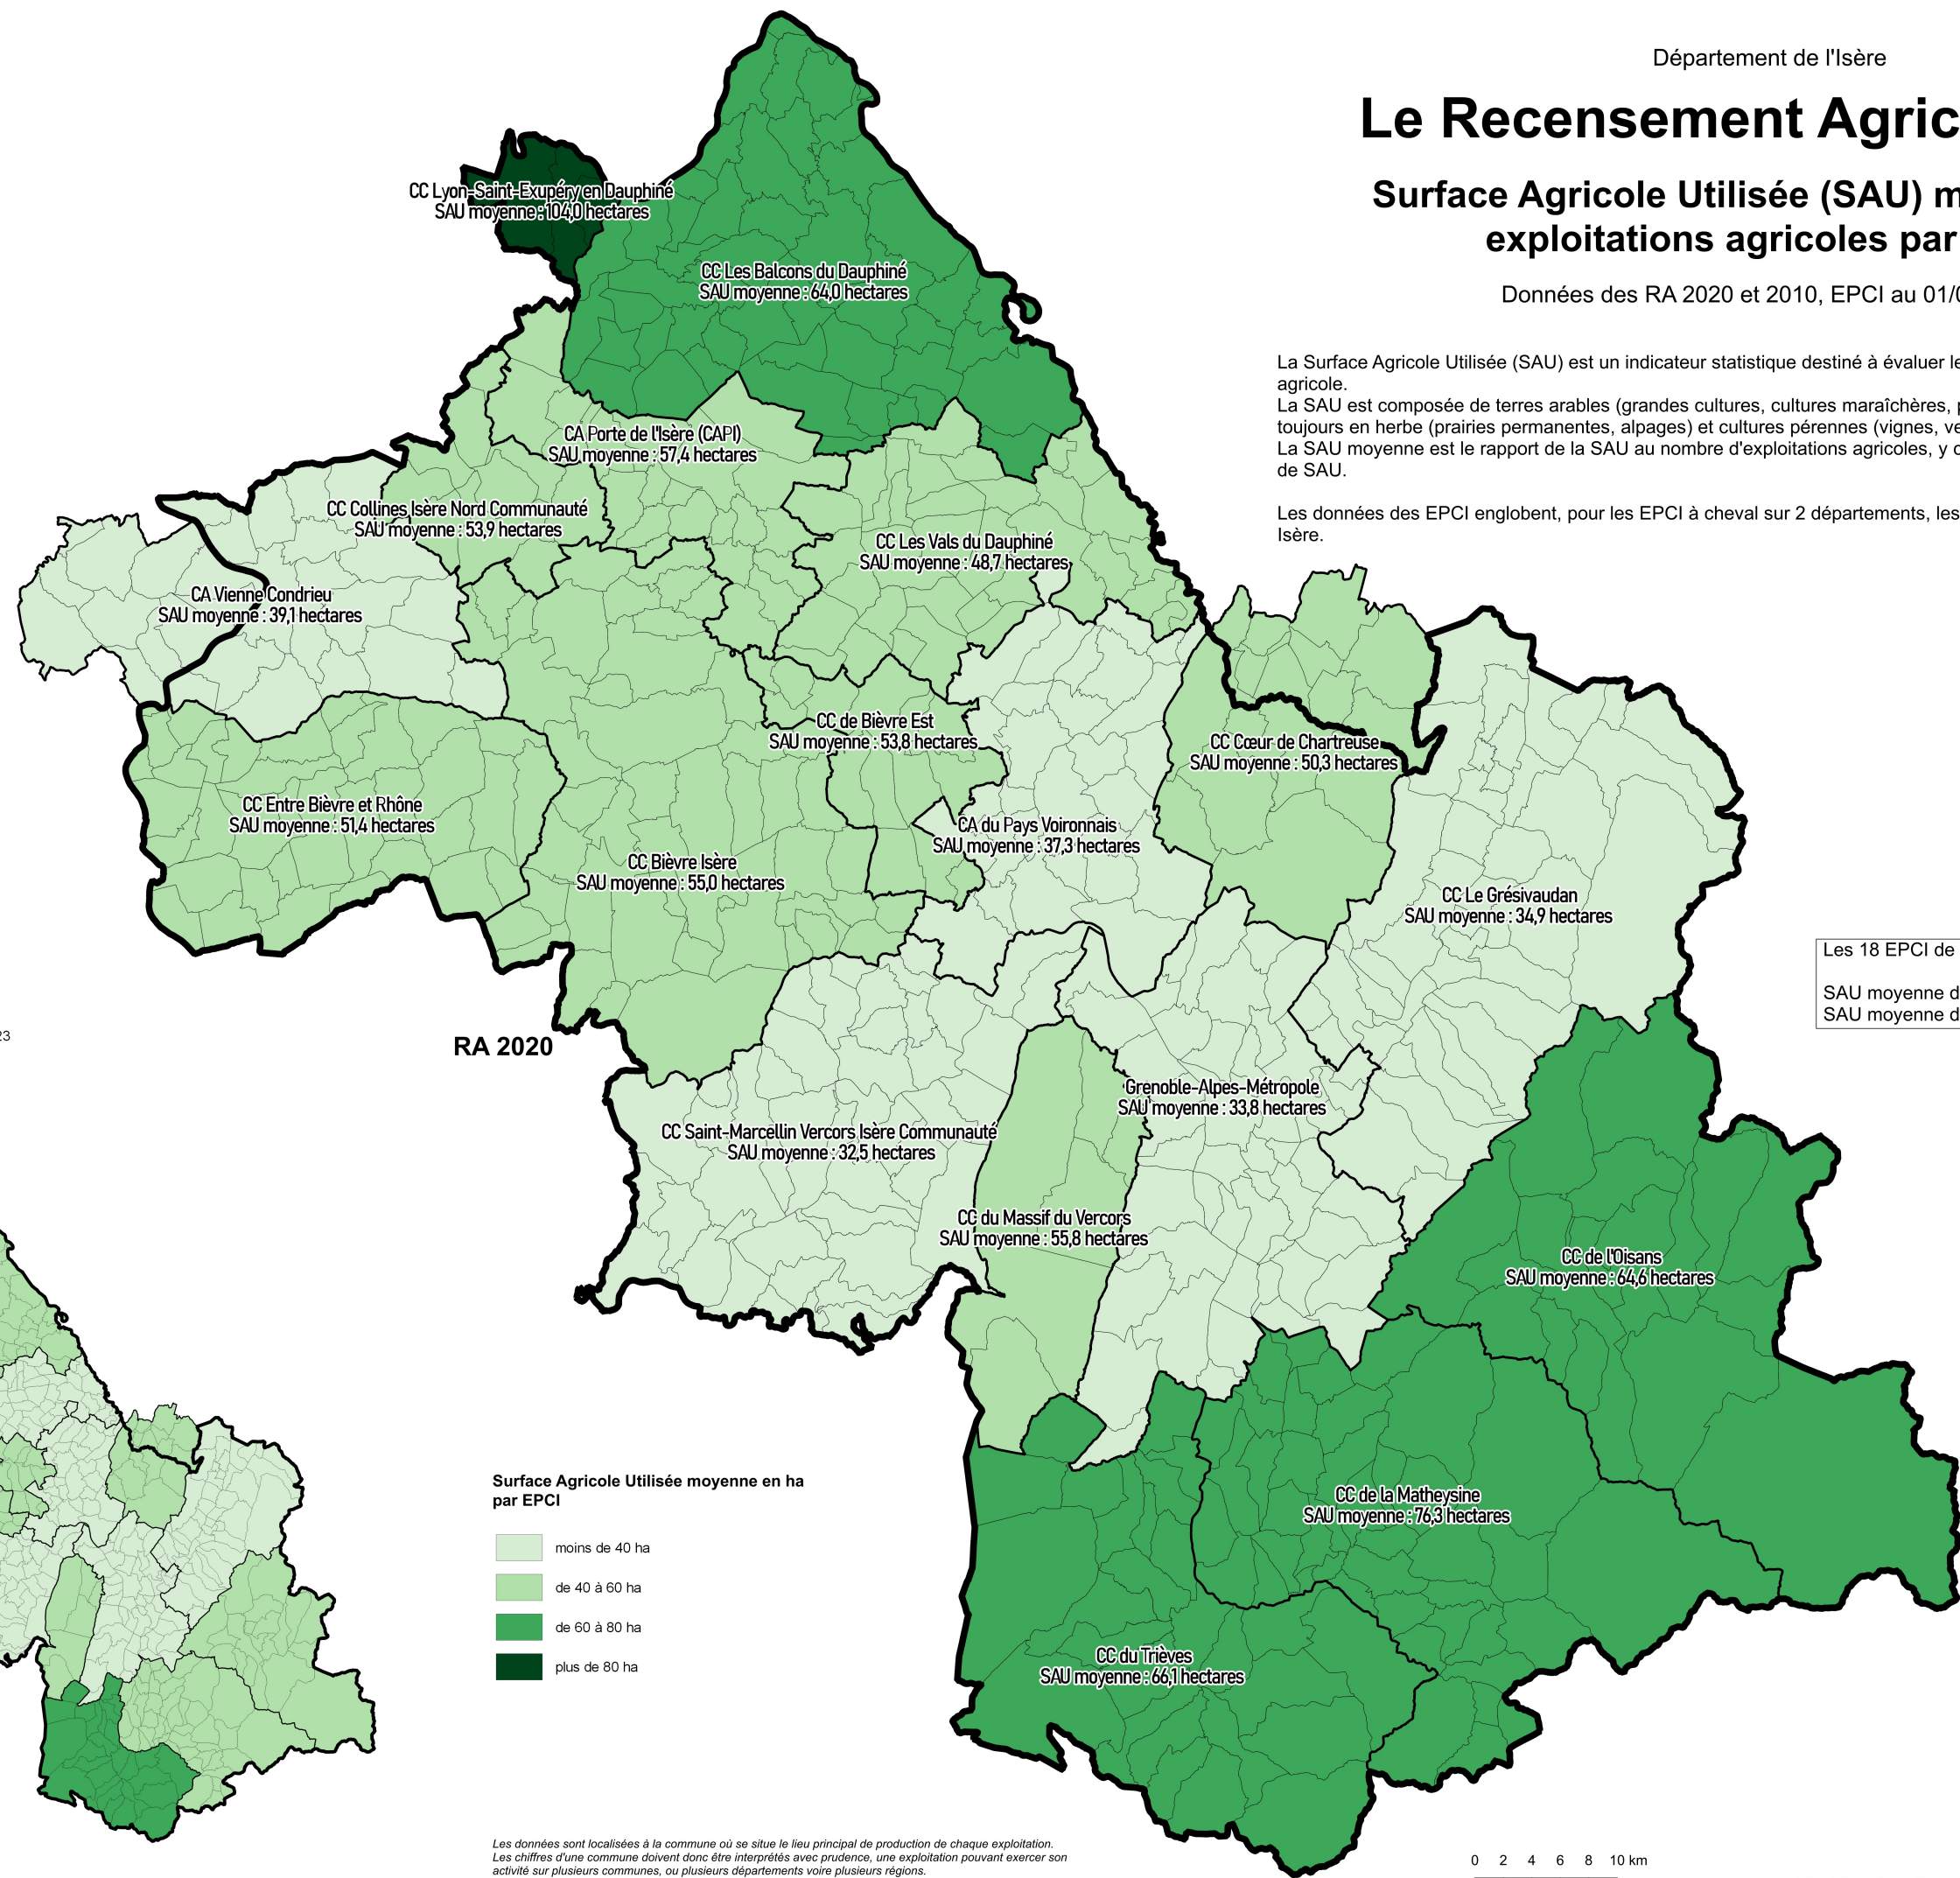 Département de l'Isère
Le Recensement Agric
Surface Agricole Utilisée (SAU) m
exploitations agricoles par
Données des RA 2020 et 2010, EPCI au 01/0
La Surface Agricole Utilisée (SAU) est un indicateur statistique destiné à évaluer le
agricole.
La SAU est composée de terres arables (grandes cultures, cultures maraîchères, p
toujours en herbe (prairies permanentes, alpages) et cultures pérennes (vignes, ve
La SAU moyenne est le rapport de la SAU au nombre d'exploitations agricoles, y c
de SAU.
Les données des EPCI englobent, pour les EPCI à cheval sur 2 départements, les
Isère.
CC Lyon-Saint-Exupéry en Dauphiné
SAU moyenne : 104,0 hectares
CC Les Balcons du Dauphiné
SAU moyenne : 64,0 hectares
CA Porte de l'Isère (CAPI)
SAU moyenne : 57,4 hectares
CC Collines Isère Nord Communauté
SAU moyenne : 53,9 hectares
CC Les Vals du Dauphiné
SAU moyenne : 48,7 hectares
CA Vienne Condrieu
SAU moyenne : 39,1 hectares
CC de Bièvre Est
SAU moyenne : 53,8 hectares
CC Cœur de Chartreuse
SAU moyenne : 50,3 hectares
CC Entre Bièvre et Rhône
SAU moyenne : 51,4 hectares
CA du Pays Voironnais
SAU moyenne : 37,3 hectares
CC Bièvre Isère
SAU moyenne : 55,0 hectares
CC Le Grésivaudan
SAU moyenne : 34,9 hectares
Les 18 EPCI de
SAU moyenne d
SAU moyenne d
23
RA 2020
Grenoble-Alpes-Métropole
SAU moyenne : 33,8 hectares
CC Saint-Marcellin Vercors Isère Communauté
SAU moyenne : 32,5 hectares
CC du Massif du Vercors
SAU moyenne : 55,8 hectares
CC de l'Oisans
SAU moyenne : 64,6 hectares
CC de la Matheysine
SAU moyenne : 76,3 hectares
CC du Trièves
SAU moyenne : 66,1 hectares
Surface Agricole Utilisée moyenne en ha
par EPCI
moins de 40 ha
de 40 à 60 ha
de 60 à 80 ha
plus de 80 ha
Les données sont localisées à la commune où se situe le lieu principal de production de chaque exploitation.
Les chiffres d'une commune doivent donc être interprétés avec prudence, une exploitation pouvant exercer son
activité sur plusieurs communes, ou plusieurs départements voire plusieurs régions.
0 2 4 6 8 10 km